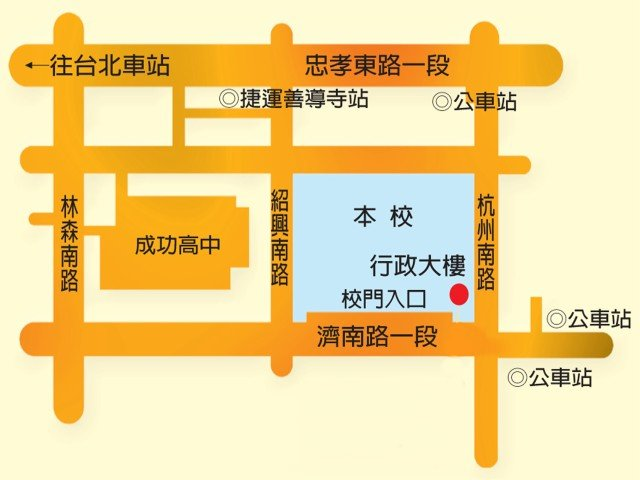 ←往台北車站
忠孝東路一段
◎捷運善導寺站
◎公車站
林森南路
紹興南路
杭州南路
本 校
成功高中
行政大樓
校門入口
濟南路一段
◎公車站
◎公車站